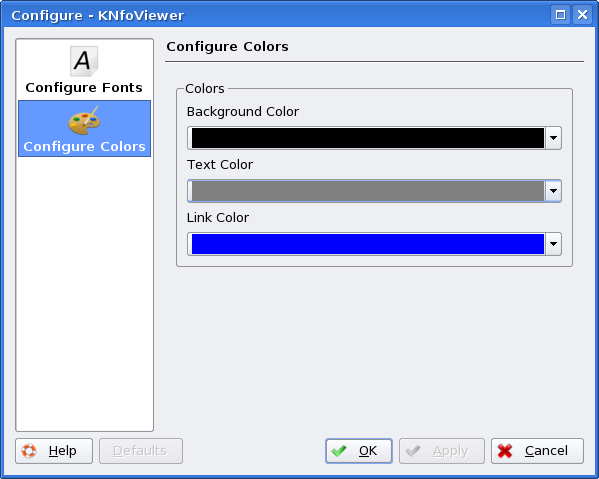 Configure - KNfoViewer
A
Configure Fonts
Configure Colors
Configure Colors
Colors
Background Color
Text Color
Link Color
Help
Defaults
OK
Apply
Cancel